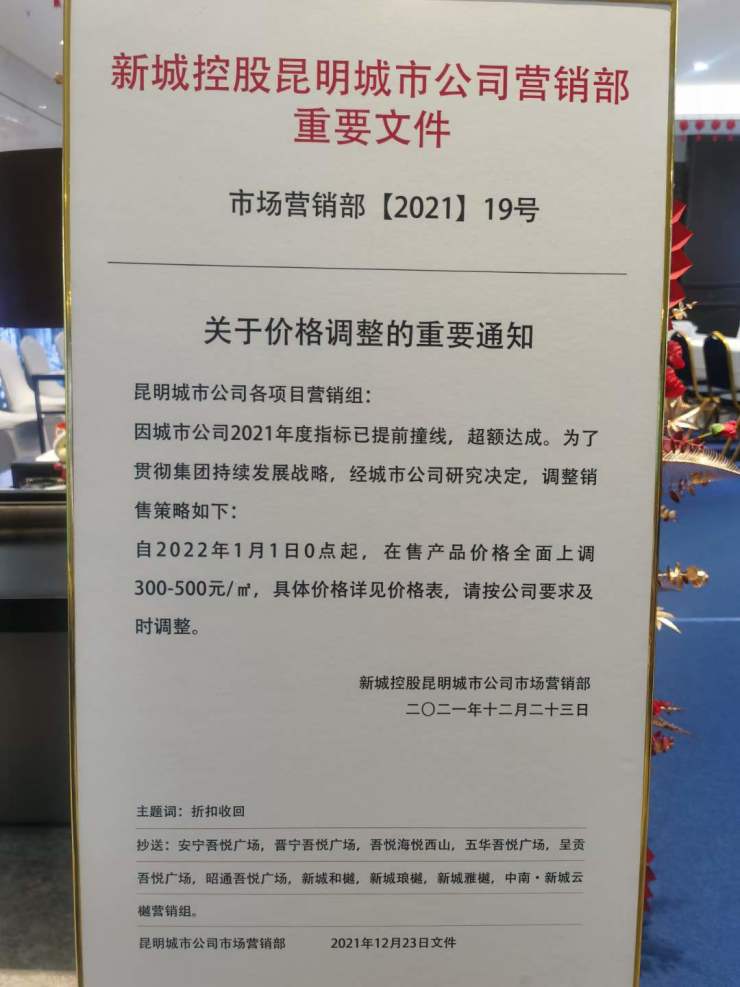 新城控股昆明城市公司营销部
重要文件
市场营销部【2021】19号
关于价格调整的重要通知
昆明城市公司各项目营销组：
因城市公司2021年度指标已提前撞线，超额达成。为了
贯彻集团持续发展战略，经城市公司研究决定，调整销
售策略如下：
自2022年1月1日0点起，在售产品价格全面上调
300-500元/㎡，具体价格详见价格表，请按公司要求及
时调整。
新城控股昆明城市公司市场营销部
二〇二一年十二月二十三日
主题词：折扣收回
抄送：安宁吾悦广场，晋宁吾悦广场，吾悦海悦西山，五华吾悦广场，呈贡
吾悦广场，昭通吾悦广场，新城和樾，新城琅樾，新城雅樾，中南·新城云
樾营销组。
昆明城市公司市场营销部 2021年12月23日文件